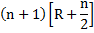 (n + 1) [R + n/2]